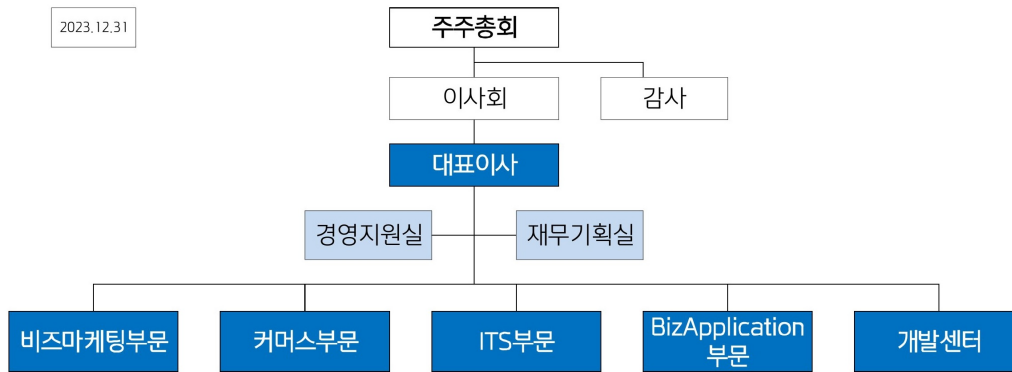 2023.12.31
주주총회
이사회
감사
대표이사
경영지원실
재무기획실
비즈마케팅부문
커머스부문
ITS부문
BizApplication
부문
개발센터